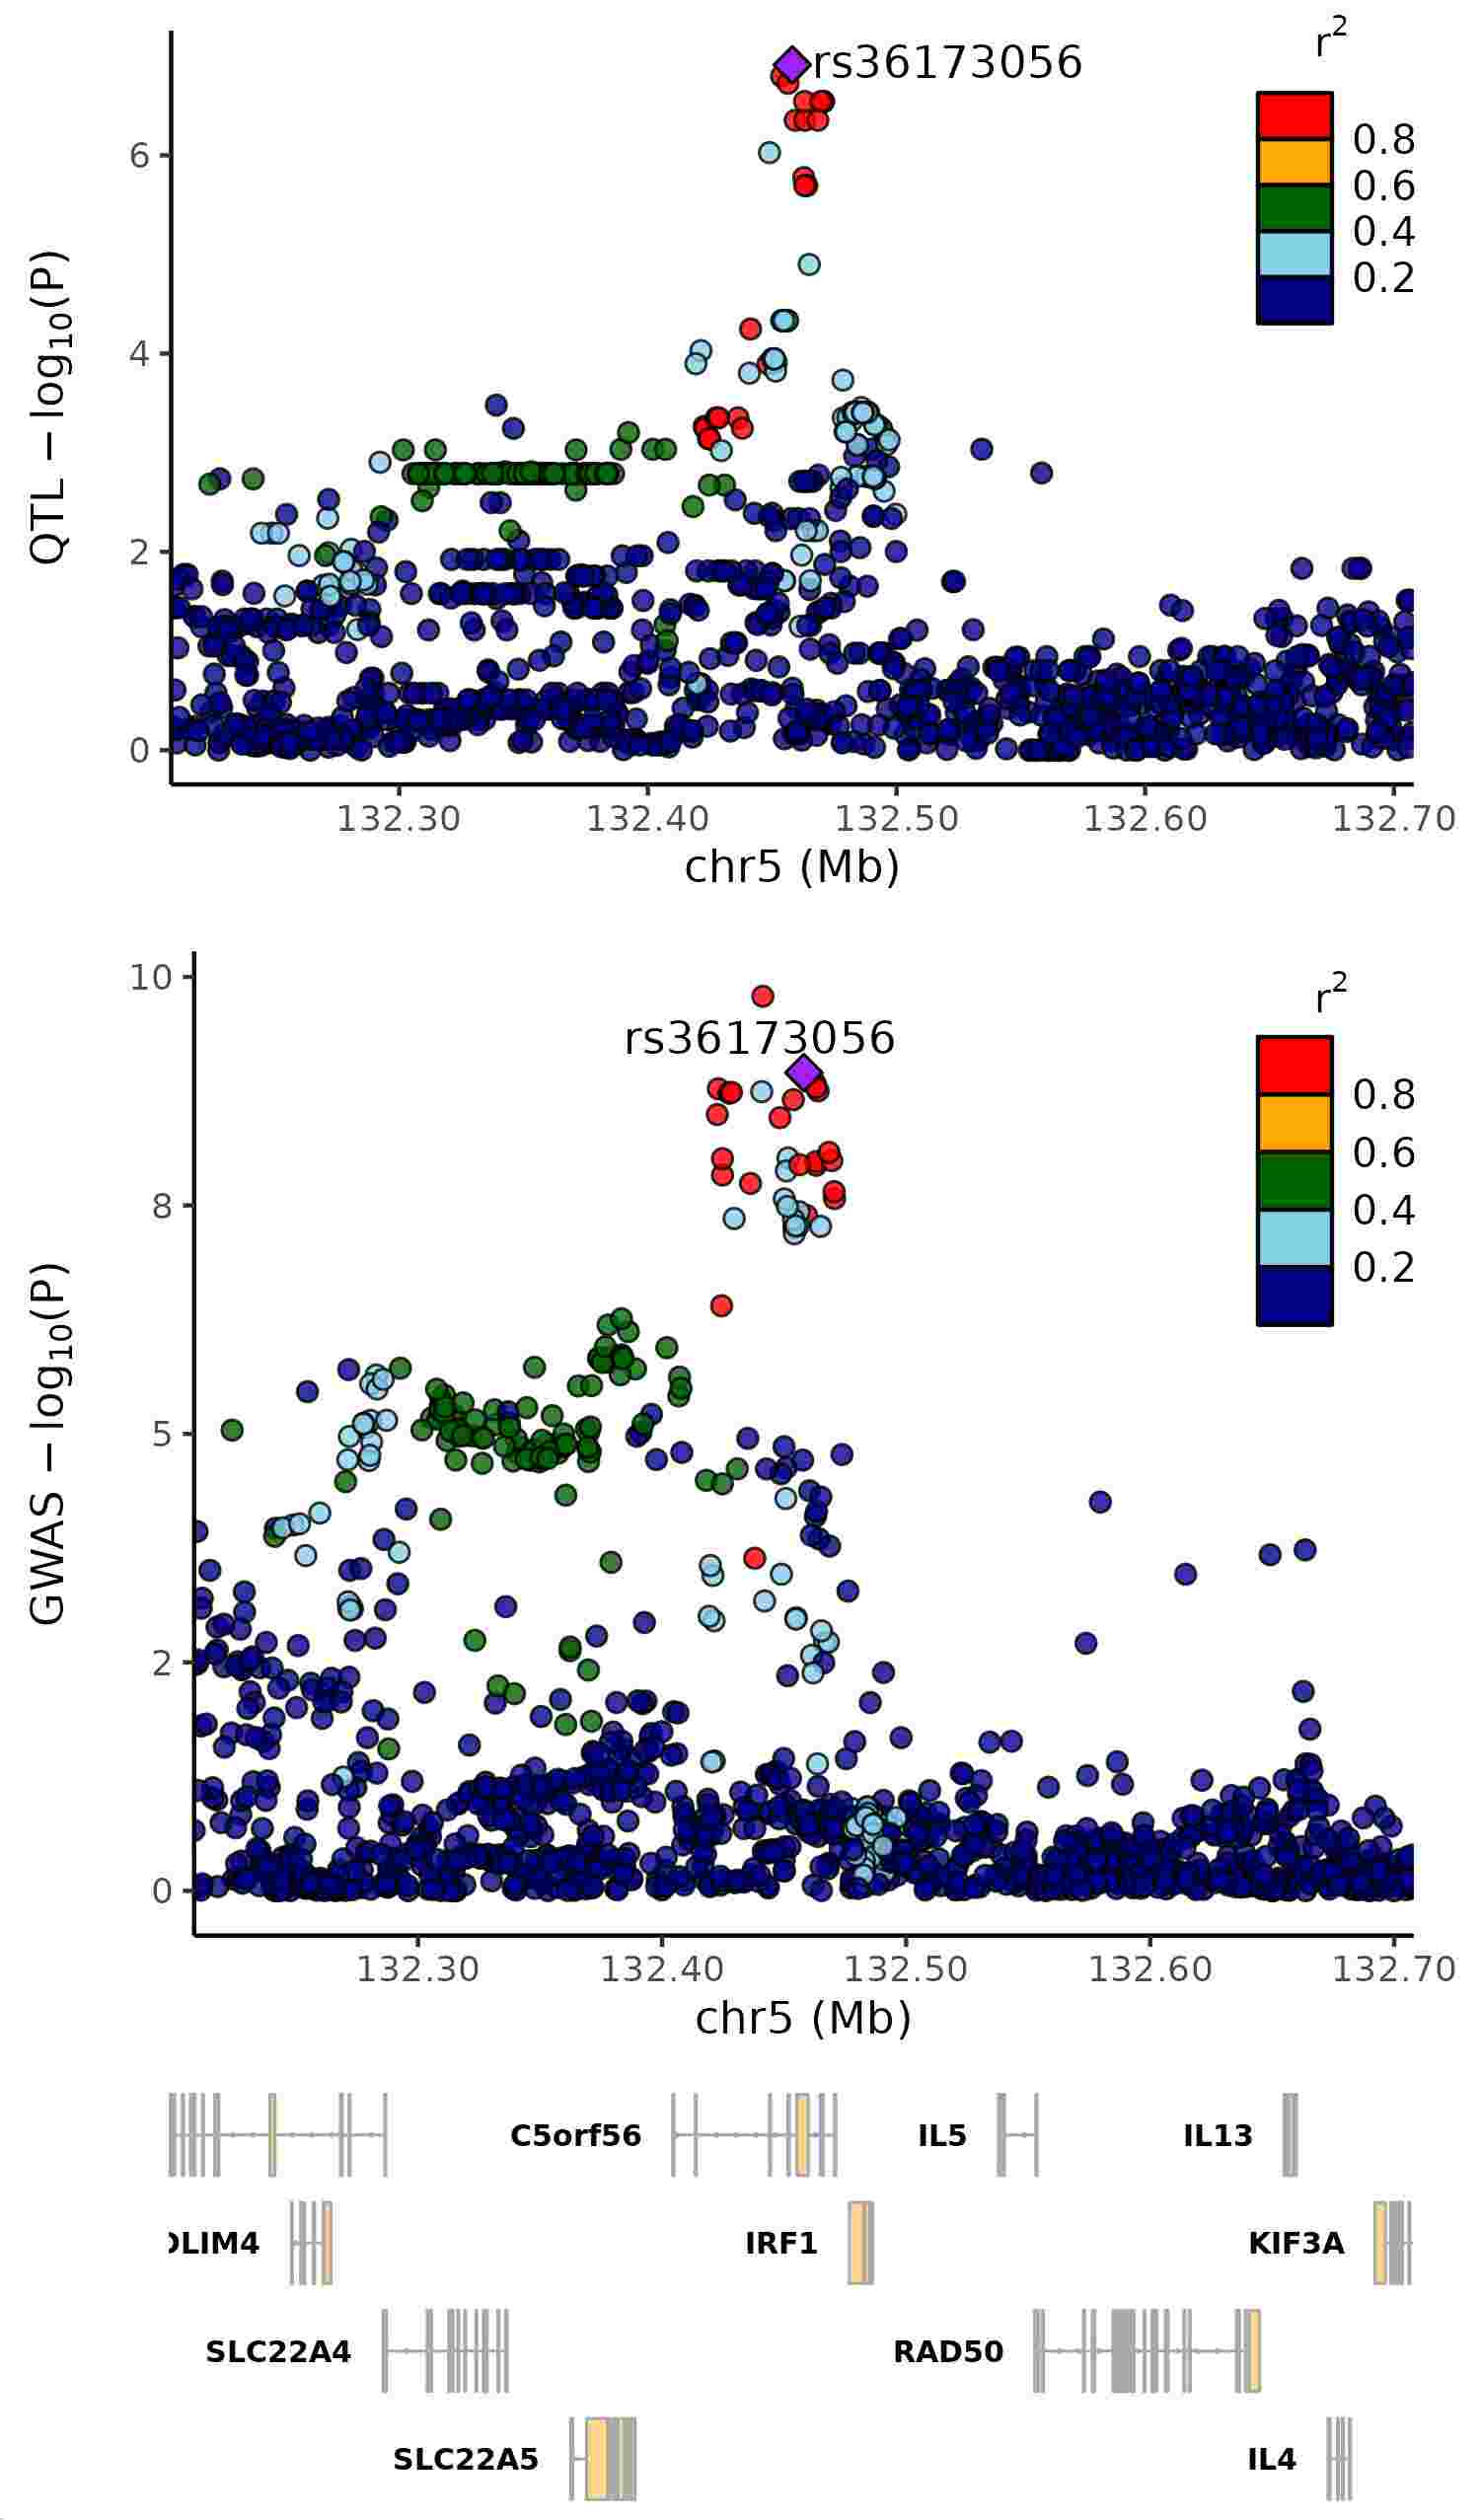 r²
rs36173056
0.8
0.6
0.4
0.2
6
4
2
0
QTL −log₁₀(P)
132.30 132.40 132.50 132.60 132.70
chr5 (Mb)
r²
rs36173056
0.8
0.6
0.4
0.2
10
8
5
2
0
GWAS −log₁₀(P)
132.30 132.40 132.50 132.60 132.70
chr5 (Mb)
C5orf56 IL5 IL13
DLIM4 IRF1 KIF3A
SLC22A4 RAD50
SLC22A5 IL4